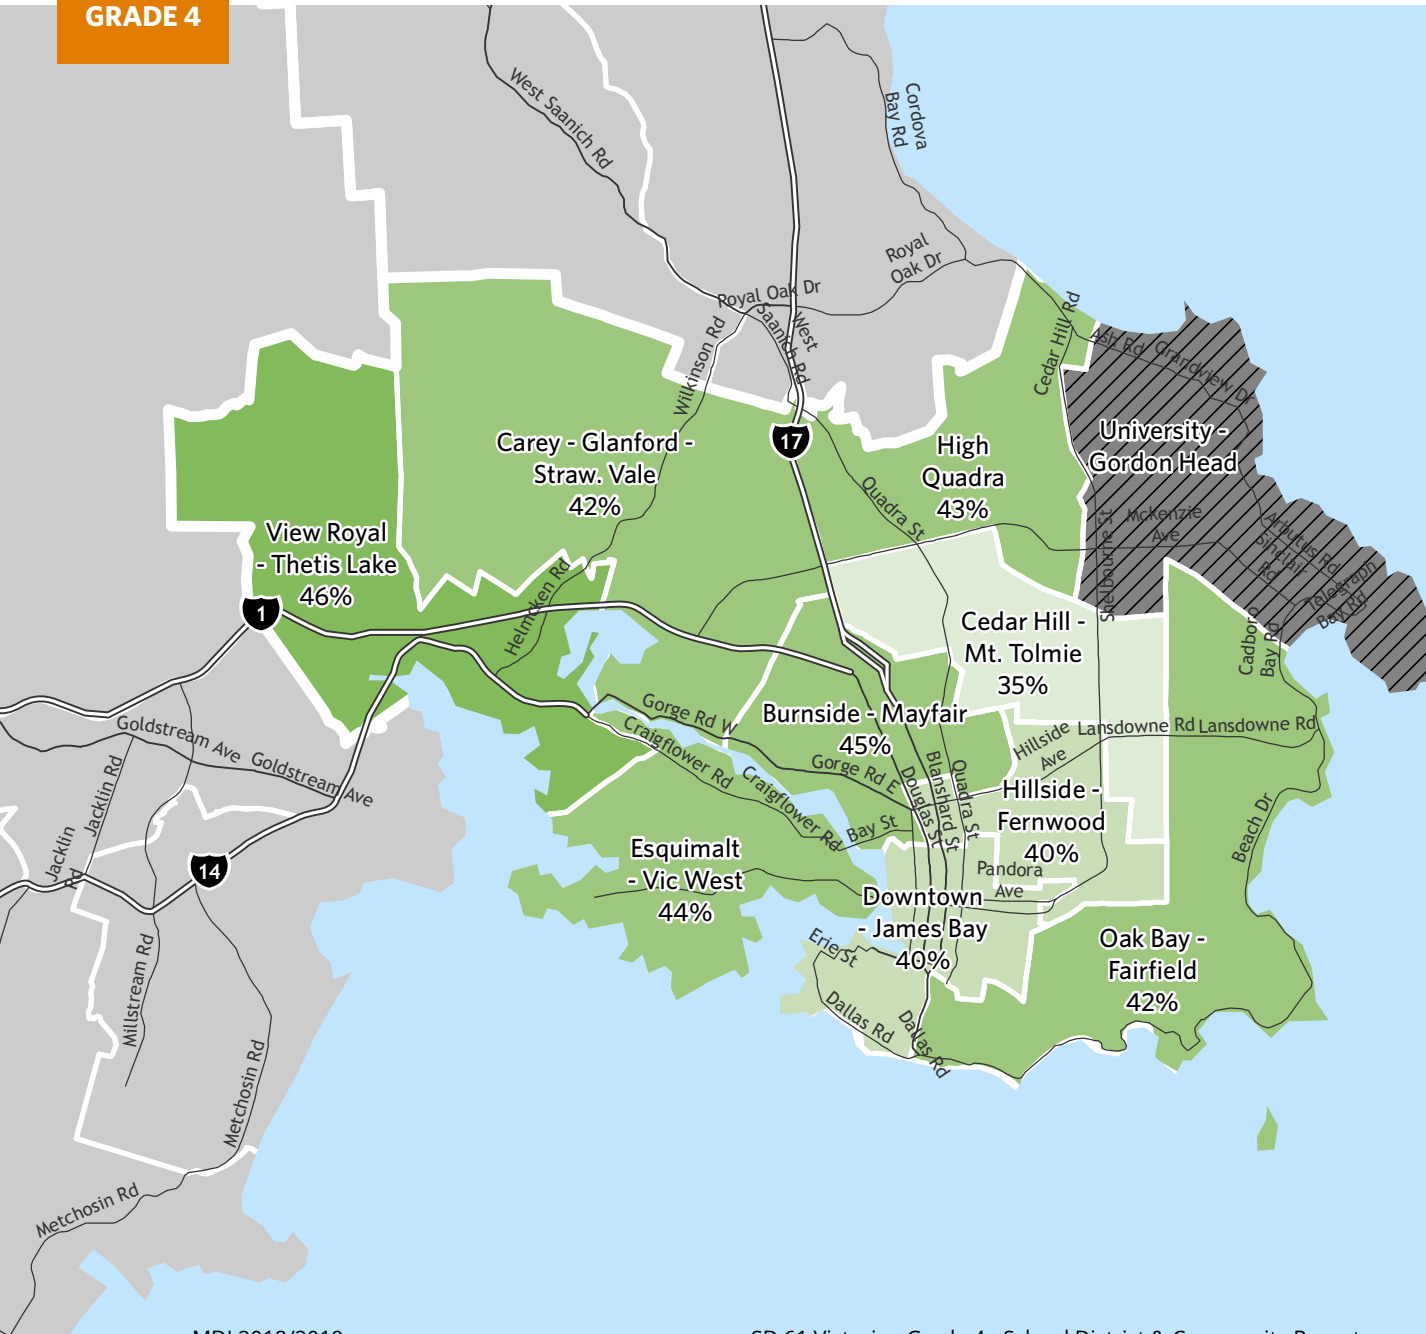 GRADE 4
West Saanich Rd
Cordova
Bay Rd
Royal
Oak Dr
Royal Oak Dr
West
Saanich Rd
Wilkinson Rd
Cedar Hill Rd
Ash Rd
Grandview Dr
17
Carey - Glanford -
Straw. Vale
42%
High
Quadra
43%
University -
Gordon Head
Quadra St
Mckenzie
Ave
Shelbourne St
Arbutus Rd
Sinclair
Rd
Telegraph
Bay Rd
View Royal
- Thetis Lake
46%
1
Helmcken Rd
Cedar Hill -
Mt. Tolmie
35%
Cadboro
Bay Rd
Goldstream Ave
Goldstream Ave
Gorge Rd W
Craigflower Rd
Burnside - Mayfair
45%
Gorge Rd E
Craigflower Rd
Hillside
Ave
Lansdowne Rd
Lansdowne Rd
Jacklin Rd
Jacklin
Rd
Douglas St
Blanshard St
Quadra St
Bay St
Hillside -
Fernwood
40%
Beach Dr
14
Esquimalt
- Vic West
44%
Pandora
Ave
Downtown
- James Bay
40%
Erie St
Oak Bay -
Fairfield
42%
Dallas Rd
Dallas Rd
Millstream Rd
Metchosin Rd
Metchosin Rd